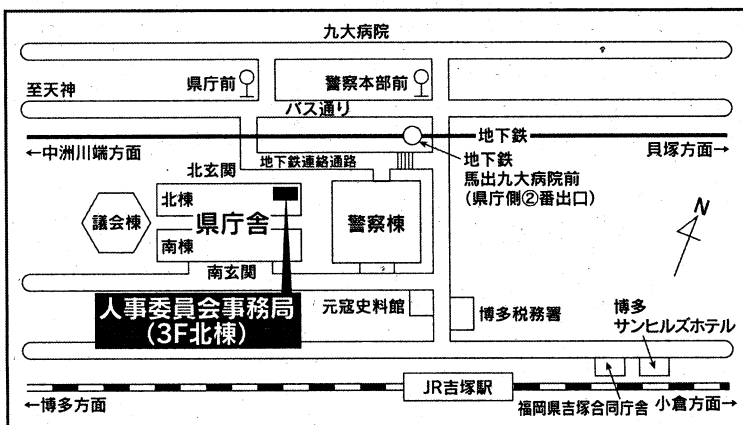 九大病院
県庁前
警察本部前
至天神
バス通り
←中洲川端方面
地下鉄
貝塚方面→
地下鉄連絡通路
地下鉄
馬出九大病院前
(県庁側②番出口)
北玄関
北棟
議会棟
県庁舎
警察棟
南棟
南玄関
N
人事委員会事務局
(3F北棟)
元寇史料館
博多税務署
博多
サンヒルズホテル
JR吉塚駅
←博多方面
福岡県吉塚合同庁舎
小倉方面→